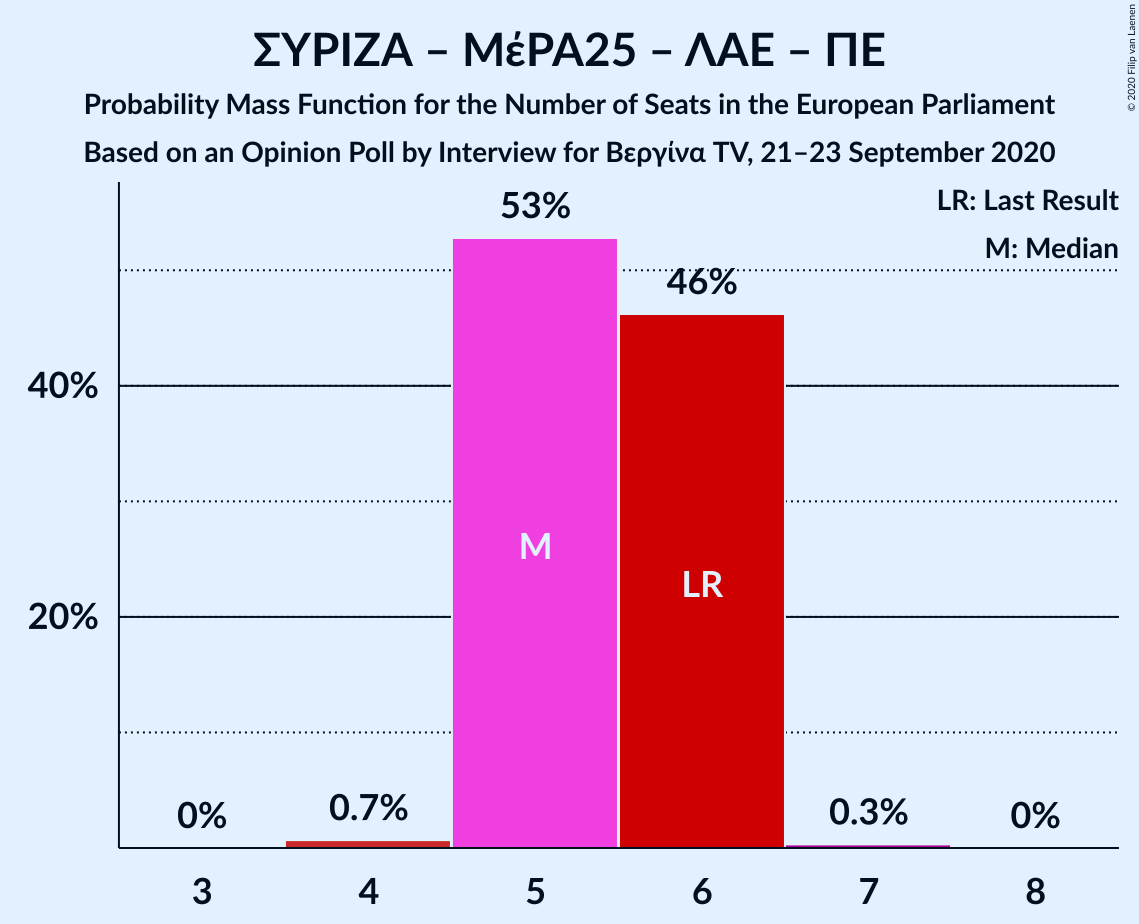 ΣΥΡΙΖΑ – ΜέΡΑ25 – ΛΑΕ – ΠΕ
Probability Mass Function for the Number of Seats in the European Parliament
Based on an Opinion Poll by Interview for Βεργίνα TV, 21–23 September 2020
© 2020 Filip van Laenen
LR: Last Result
M: Median
53%
46%
40%
M
LR
20%
0%
0.7%
0.3%
0%
3
4
5
6
7
8